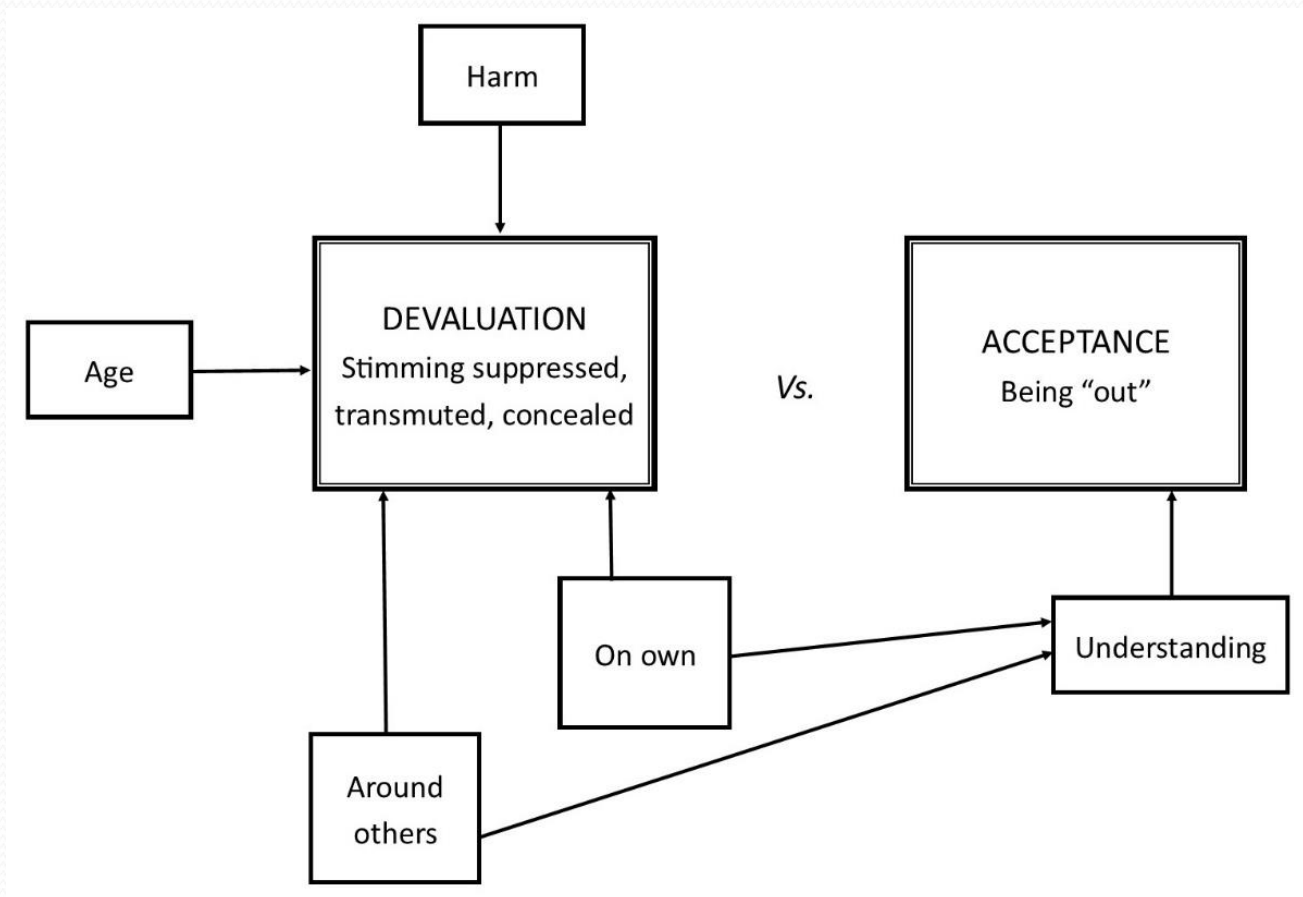 Harm
DEVALUATION
Stimming suppressed,
transmuted, concealed
Age
Vs.
ACCEPTANCE
Being “out”
On own
Understanding
Around
others